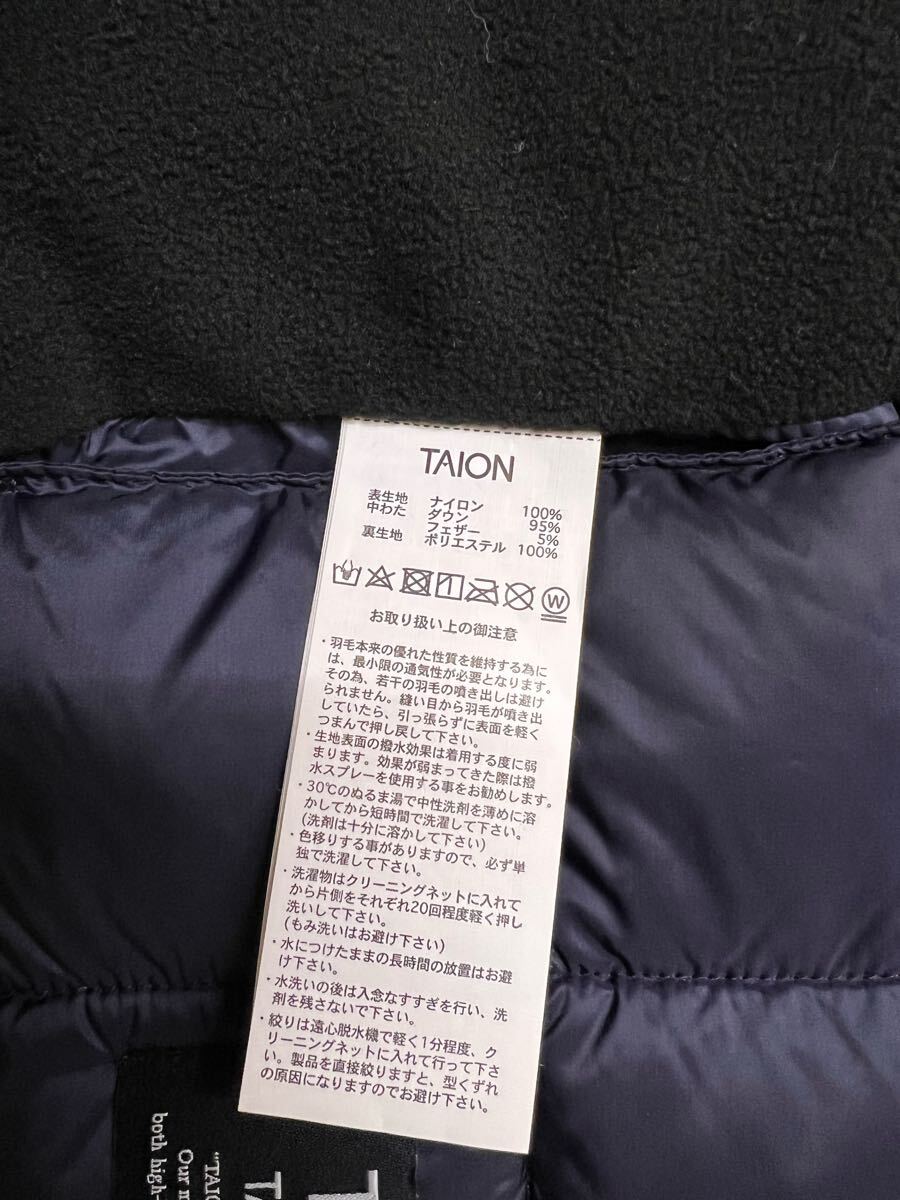 TAION
表生地 ナイロン 100%
中わた ダウン 95%
フェザー 5%
裏生地 ポリエステル 100%
W
お取り扱い上の御注意
・羽毛本来の優れた性質を維持する為に
は、最小限の通気性が必要となります。
その為、若干の羽毛の噴き出しは避け
られません。縫い目から羽毛が噴き出
していたら、引っ張らずに表面を軽く
つまんで押し戻して下さい。
・生地表面の撥水効果は着用する度に弱
まります。効果が弱まってきた際は撥
水スプレーを使用する事をお勧めします。
・30℃のぬるま湯で中性洗剤を薄めに溶
かしてから短時間で洗濯して下さい。
(洗剤は十分に溶かして下さい)
・色移りする事がありますので、必ず単
独で洗濯して下さい。
・洗濯物はクリーニングネットに入れて
から片側をそれぞれ20回程度軽く押し
洗いして下さい。
(もみ洗いはお避け下さい)
・水につけたままの長時間の放置はお避
け下さい。
・水洗いの後は入念なすすぎを行い、洗
剤を残さないで下さい。
・絞りは遠心脱水機で軽く1分程度、ク
リーニングネットに入れて行って下さ
い。製品を直接絞りますと、型くずれ
の原因になりますのでお避け下さい。
"TAIO
Our m
both high-